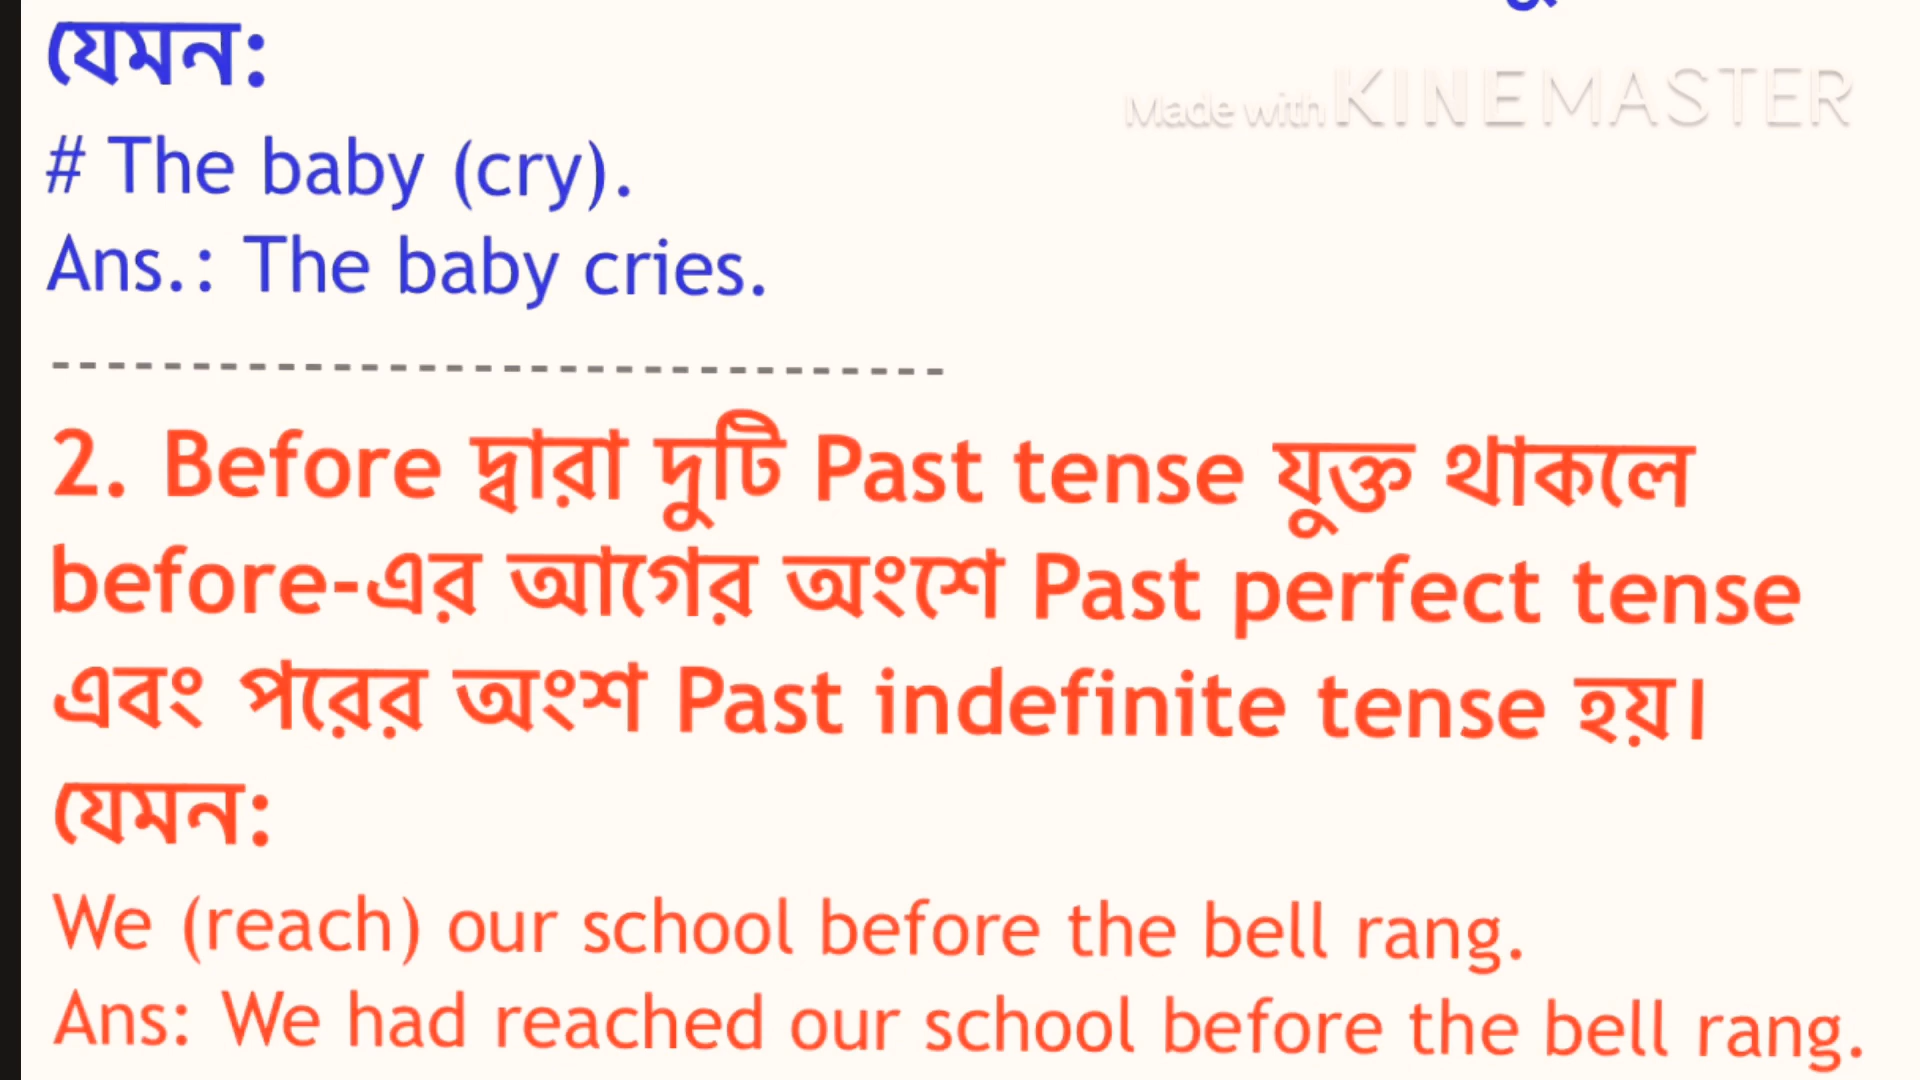 যেমন:
Made with KINEMASTER
# The baby (cry).
Ans.: The baby cries.
--------------------------------
2. Before দ্বারা দুটি Past tense যুক্ত থাকলে
before-এর আগের অংশে Past perfect tense
এবং পরের অংশ Past indefinite tense হয়।
যেমন:
We (reach) our school before the bell rang.
Ans: We had reached our school before the bell rang.